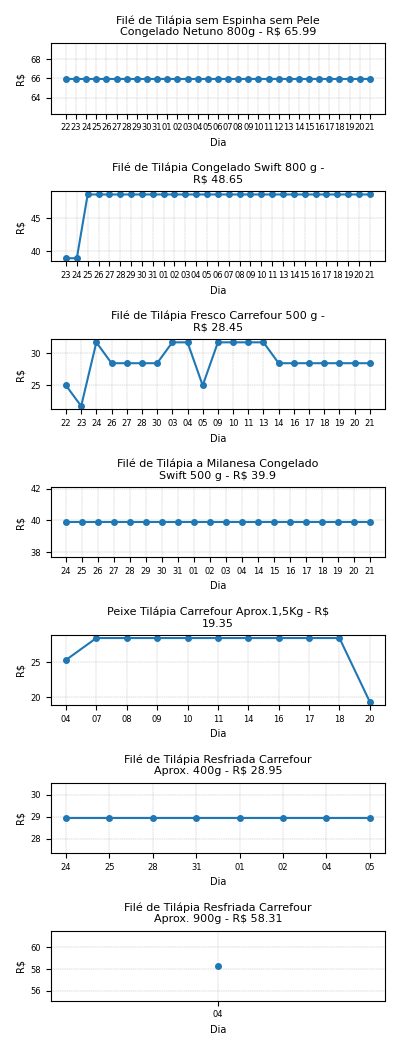 Filé de Tilápia sem Espinha sem Pele
Congelado Netuno 800g - R$ 65.99
68
66
64
R$
22 23 24 25 26 27 28 29 30 31 01 02 03 04 05 06 07 08 09 10 11 12 13 14 15 16 17 18 19 20 21
Dia
Filé de Tilápia Congelado Swift 800 g -
R$ 48.65
45
40
R$
23 24 25 26 27 28 29 30 31 01 02 03 04 05 06 07 08 09 10 11 12 13 14 15 16 17 18 20 21
Dia
Filé de Tilápia Fresco Carrefour 500 g -
R$ 28.45
30
25
R$
22 23 24 26 27 28 30 03 04 05 09 10 11 13 14 15 16 18 19 20 21
Dia
Filé de Tilápia a Milanesa Congelado
Swift 500 g - R$ 39.9
42
40
38
R$
24 25 26 27 28 29 30 31 01 02 03 04 14 15 16 17 18 19 20 21
Dia
Peixe Tilápia Carrefour Aprox.1,5Kg - R$
19.35
25
20
R$
04 07 08 09 10 11 14 16 17 18 20
Dia
Filé de Tilápia Resfriada Carrefour
Aprox. 400g - R$ 28.95
30
29
28
R$
24 25 28 31 01 02 04 05
Dia
Filé de Tilápia Resfriada Carrefour
Aprox. 900g - R$ 58.31
60
58
56
R$
04
Dia